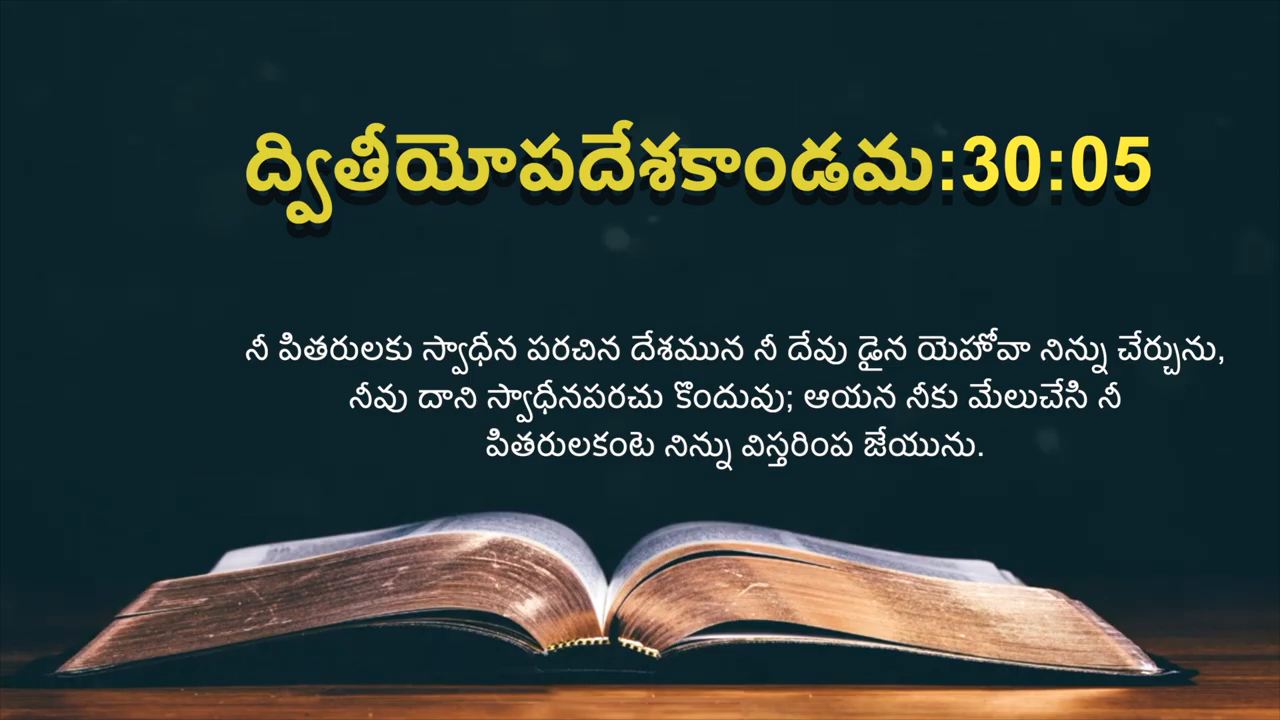 ద్వితీయోపదేశకాండమ:30:05
నీ పితరులకు స్వాధీన పరచిన దేశమున నీ దేవు డైన యెహోవా నిన్ను చేర్చును,
నీవు దాని స్వాధీనపరచు కొందువు; ఆయన నీకు మేలుచేసి నీ
పితరులకంటె నిన్ను విస్తరింప జేయును.